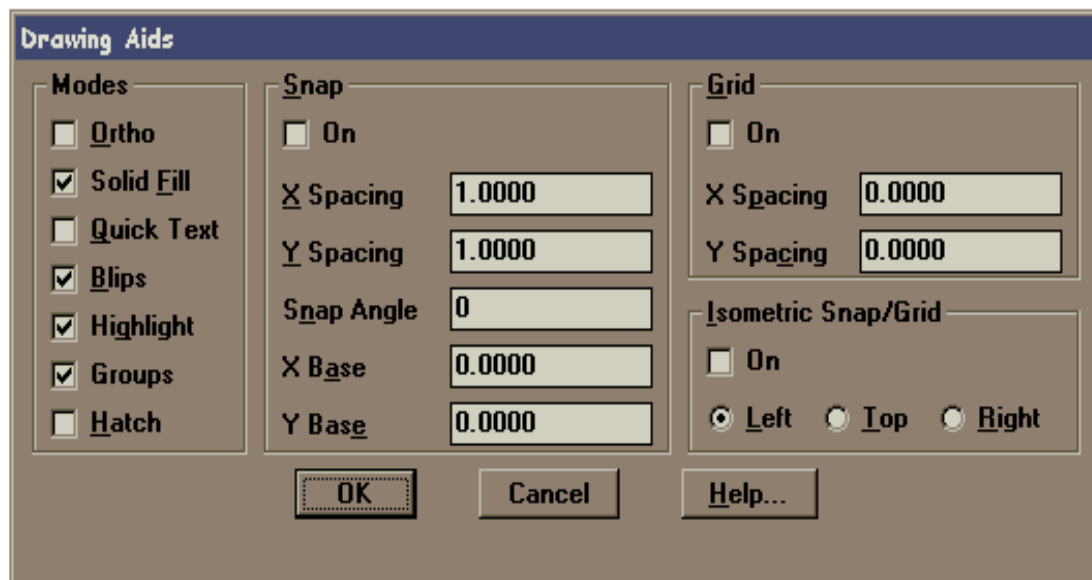 Drawing Aids
Modes
Ortho
Solid Fill
Quick Text
Blips
Highlight
Groups
Hatch
Snap
On
X Spacing 1.0000
Y Spacing 1.0000
Snap Angle 0
X Base 0.0000
Y Base 0.0000
Grid
On
X Spacing 0.0000
Y Spacing 0.0000
Isometric Snap/Grid
On
Left Top Right
OK Cancel Help...